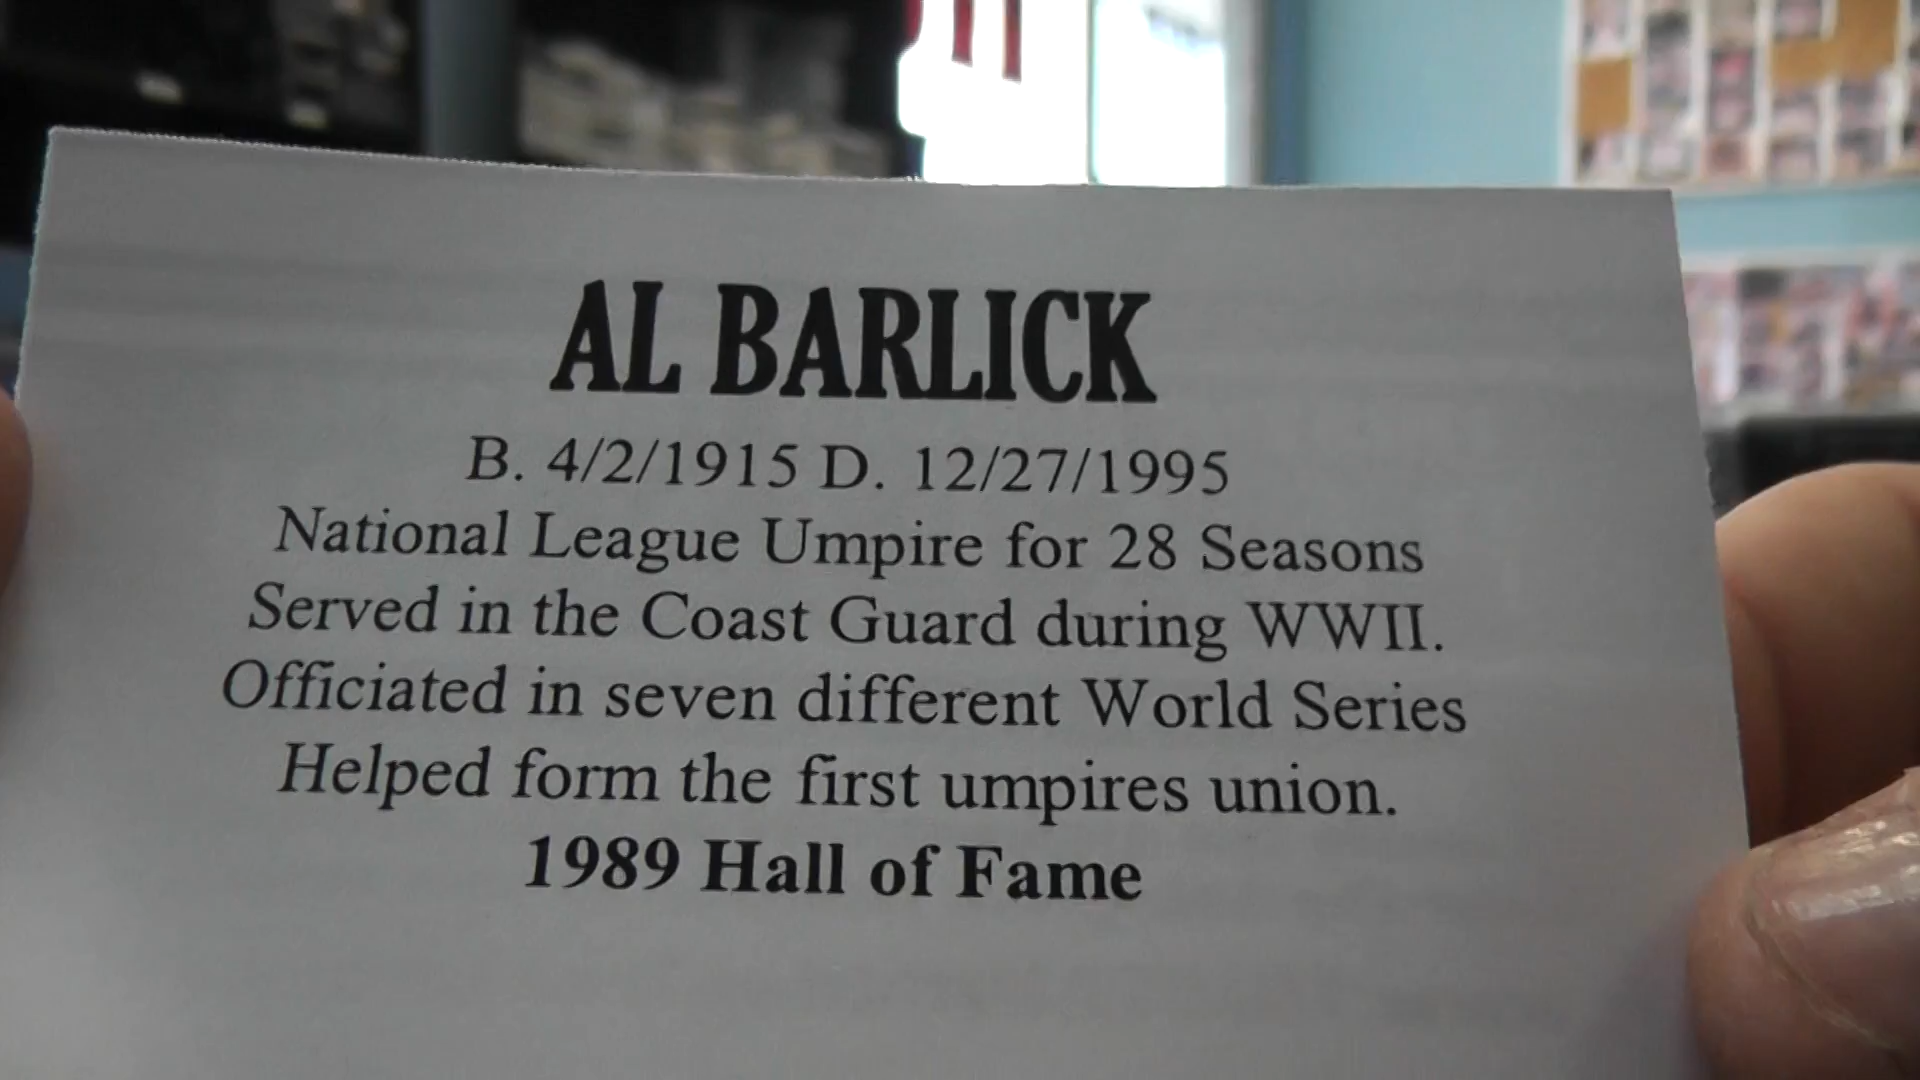 AL BARLICK
B. 4/2/1915 D. 12/27/1995
National League Umpire for 28 Seasons
Served in the Coast Guard during WWII.
Officiated in seven different World Series
Helped form the first umpires union.
1989 Hall of Fame